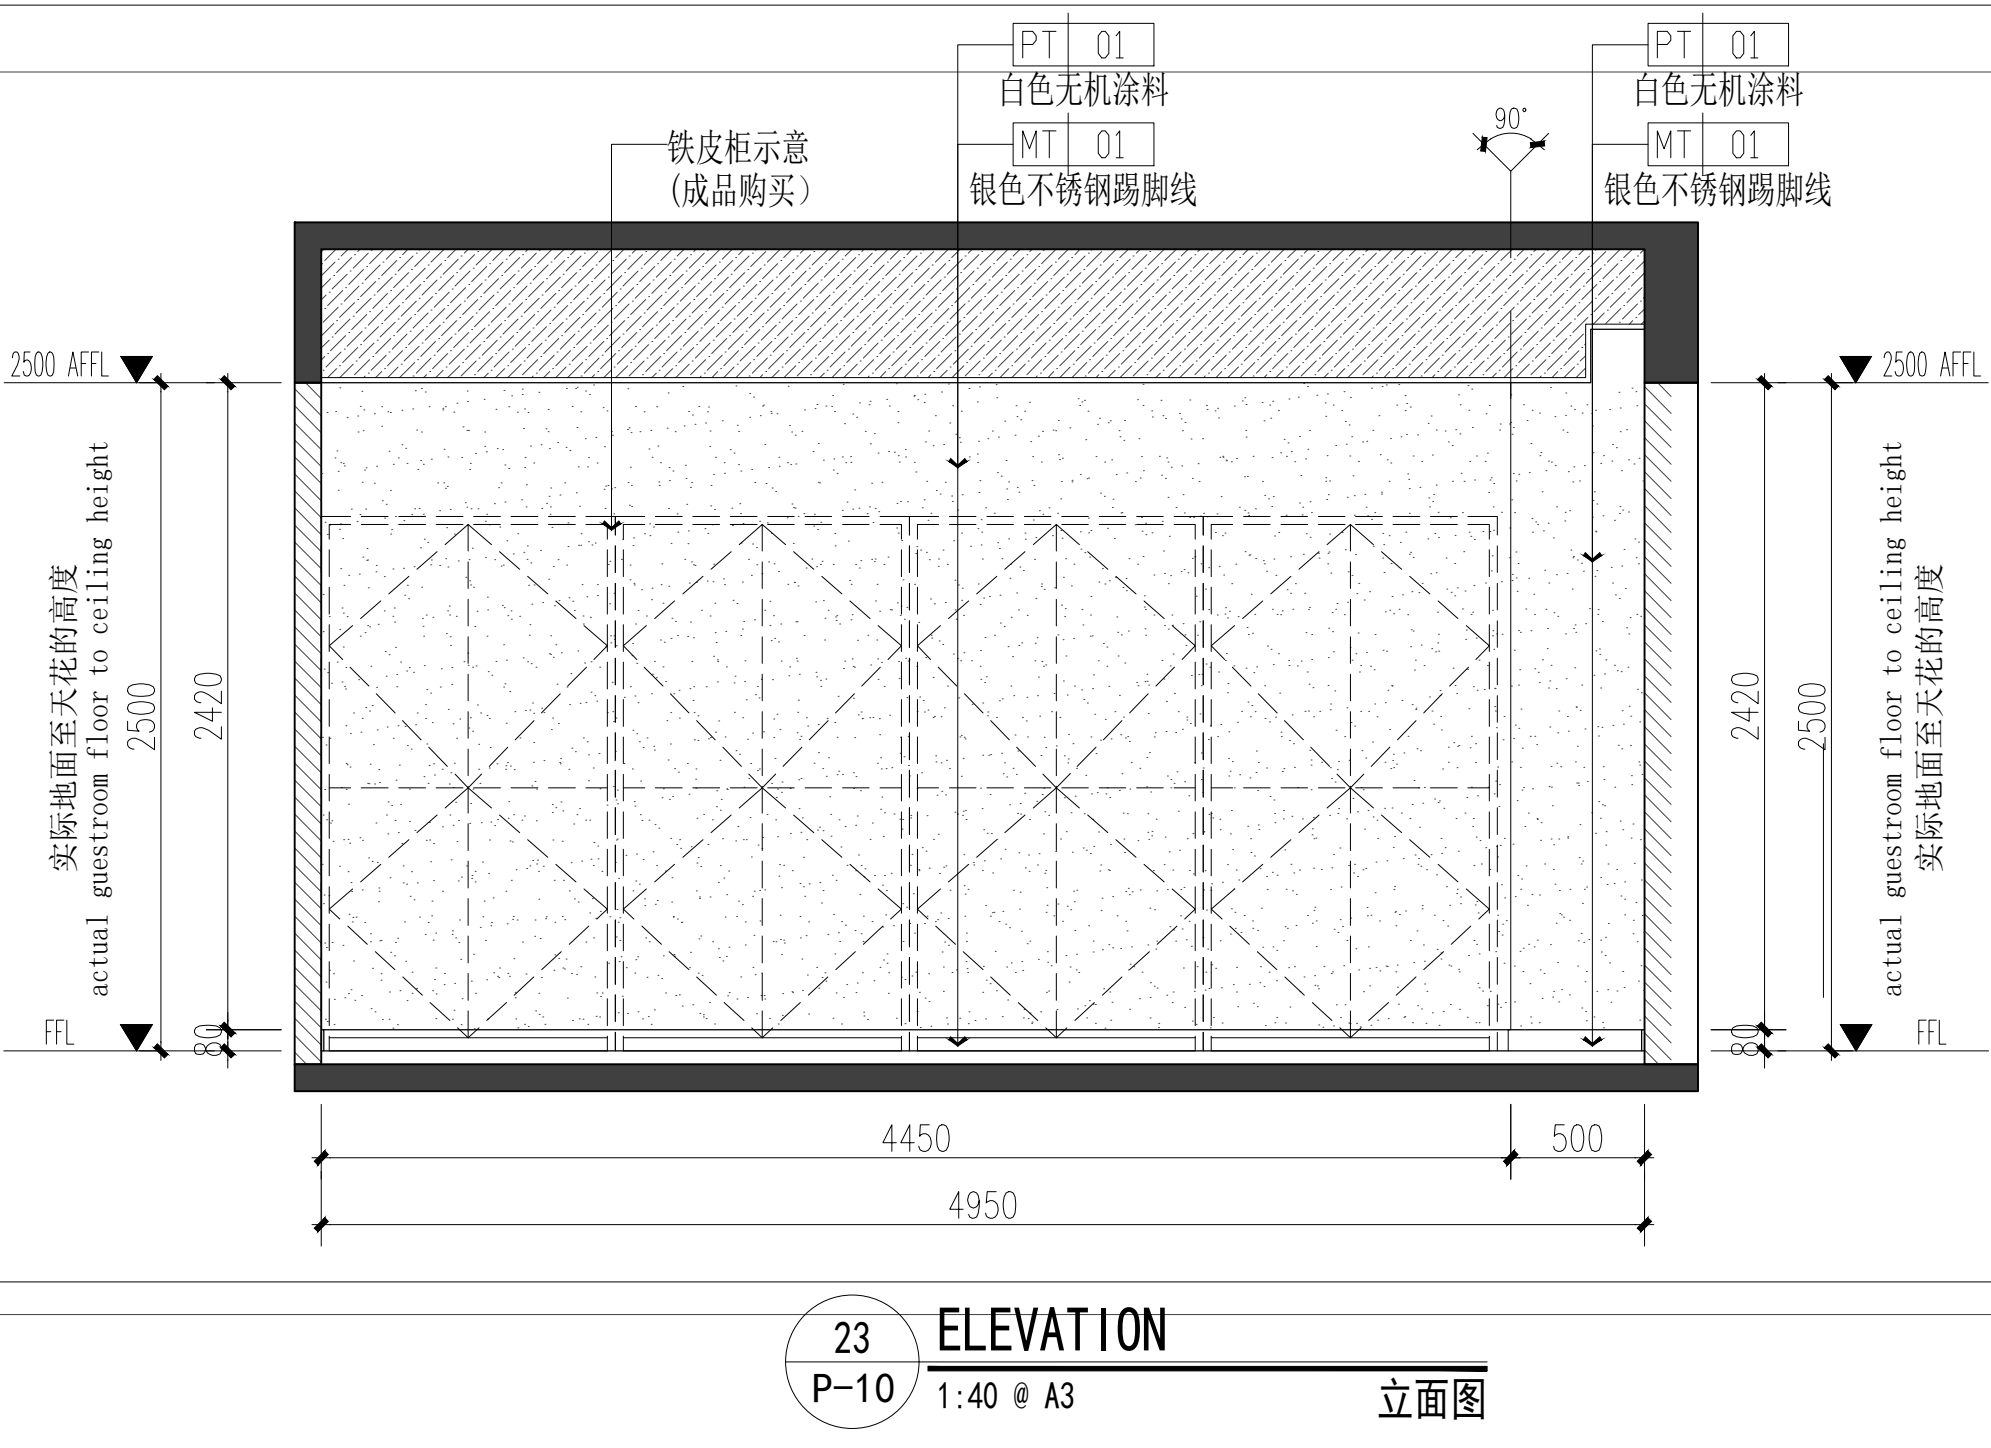 PT 01
白色无机涂料
MT 01
银色不锈钢踢脚线
PT 01
白色无机涂料
MT 01
银色不锈钢踢脚线
90°
铁皮柜示意
(成品购买)
2500 AFFL
2500 AFFL
实际地面至天花的高度
actual guestroom floor to ceiling height
2500
2420
80
FFL
2420
2500
80
actual guestroom floor to ceiling height
实际地面至天花的高度
FFL
4450
500
4950
23
P-10
ELEVATION
1:40 @ A3
立面图